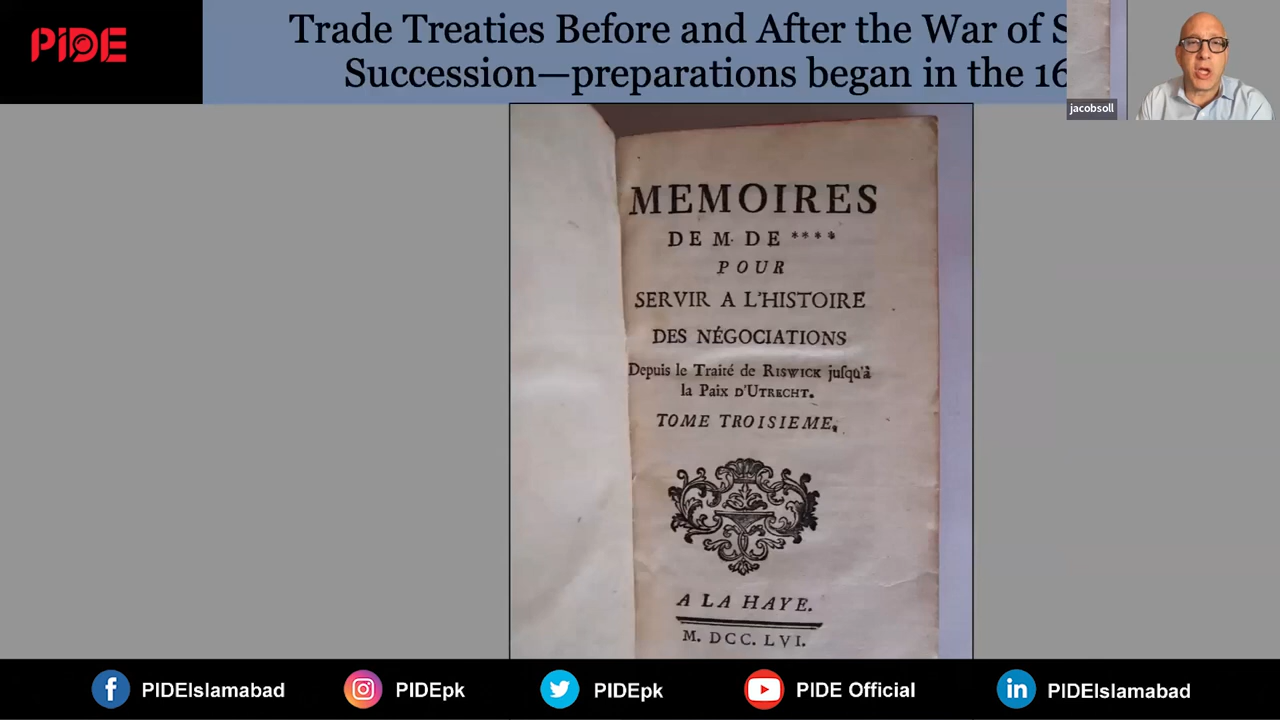 PIDE
Trade Treaties Before and After the War of S
Succession—preparations began in the 16
jacobsoll
MEMOIRES
DE M. DE ****
POUR
SERVIR A L'HISTOIRE
DES NÉGOCIATIONS
Depuis le Traité de RISWICK juſqu'à
la Paix D'UTRECHT.
TOME TROISIEME.
A LA HAYE.
M. DCC. LVI.
PIDEIslamabad
PIDEpk
PIDEpk
PIDE Official
PIDEIslamabad